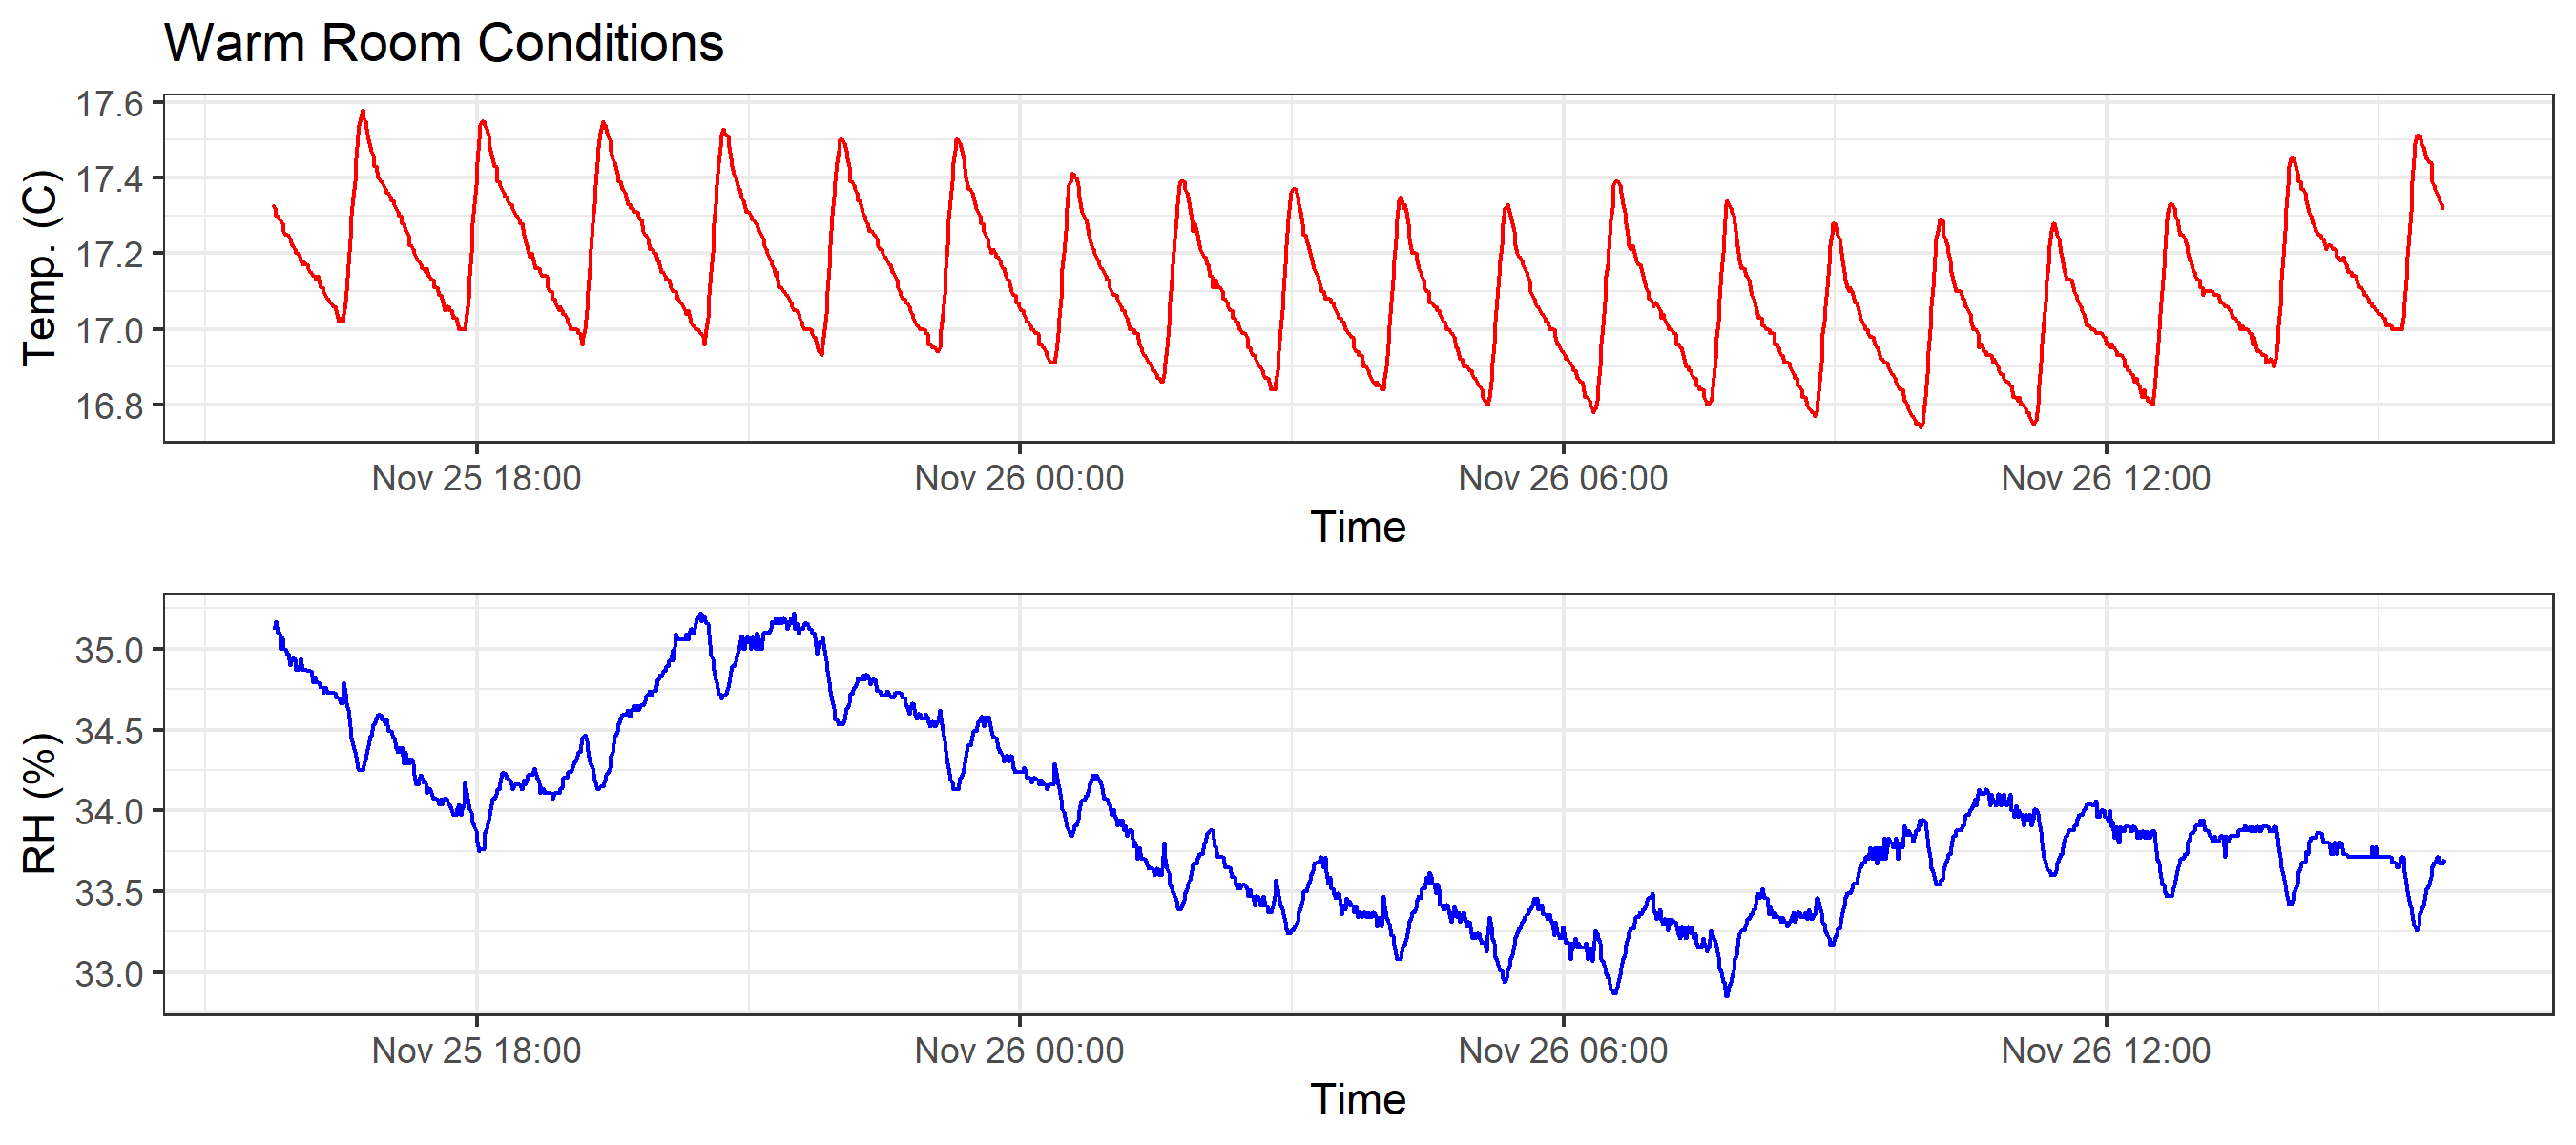 Warm Room Conditions
Temp. (C)
17.6
17.4
17.2
17.0
16.8
Nov 25 18:00 Nov 26 00:00 Nov 26 06:00 Nov 26 12:00
Time
RH (%)
35.0
34.5
34.0
33.5
33.0
Nov 25 18:00 Nov 26 00:00 Nov 26 06:00 Nov 26 12:00
Time